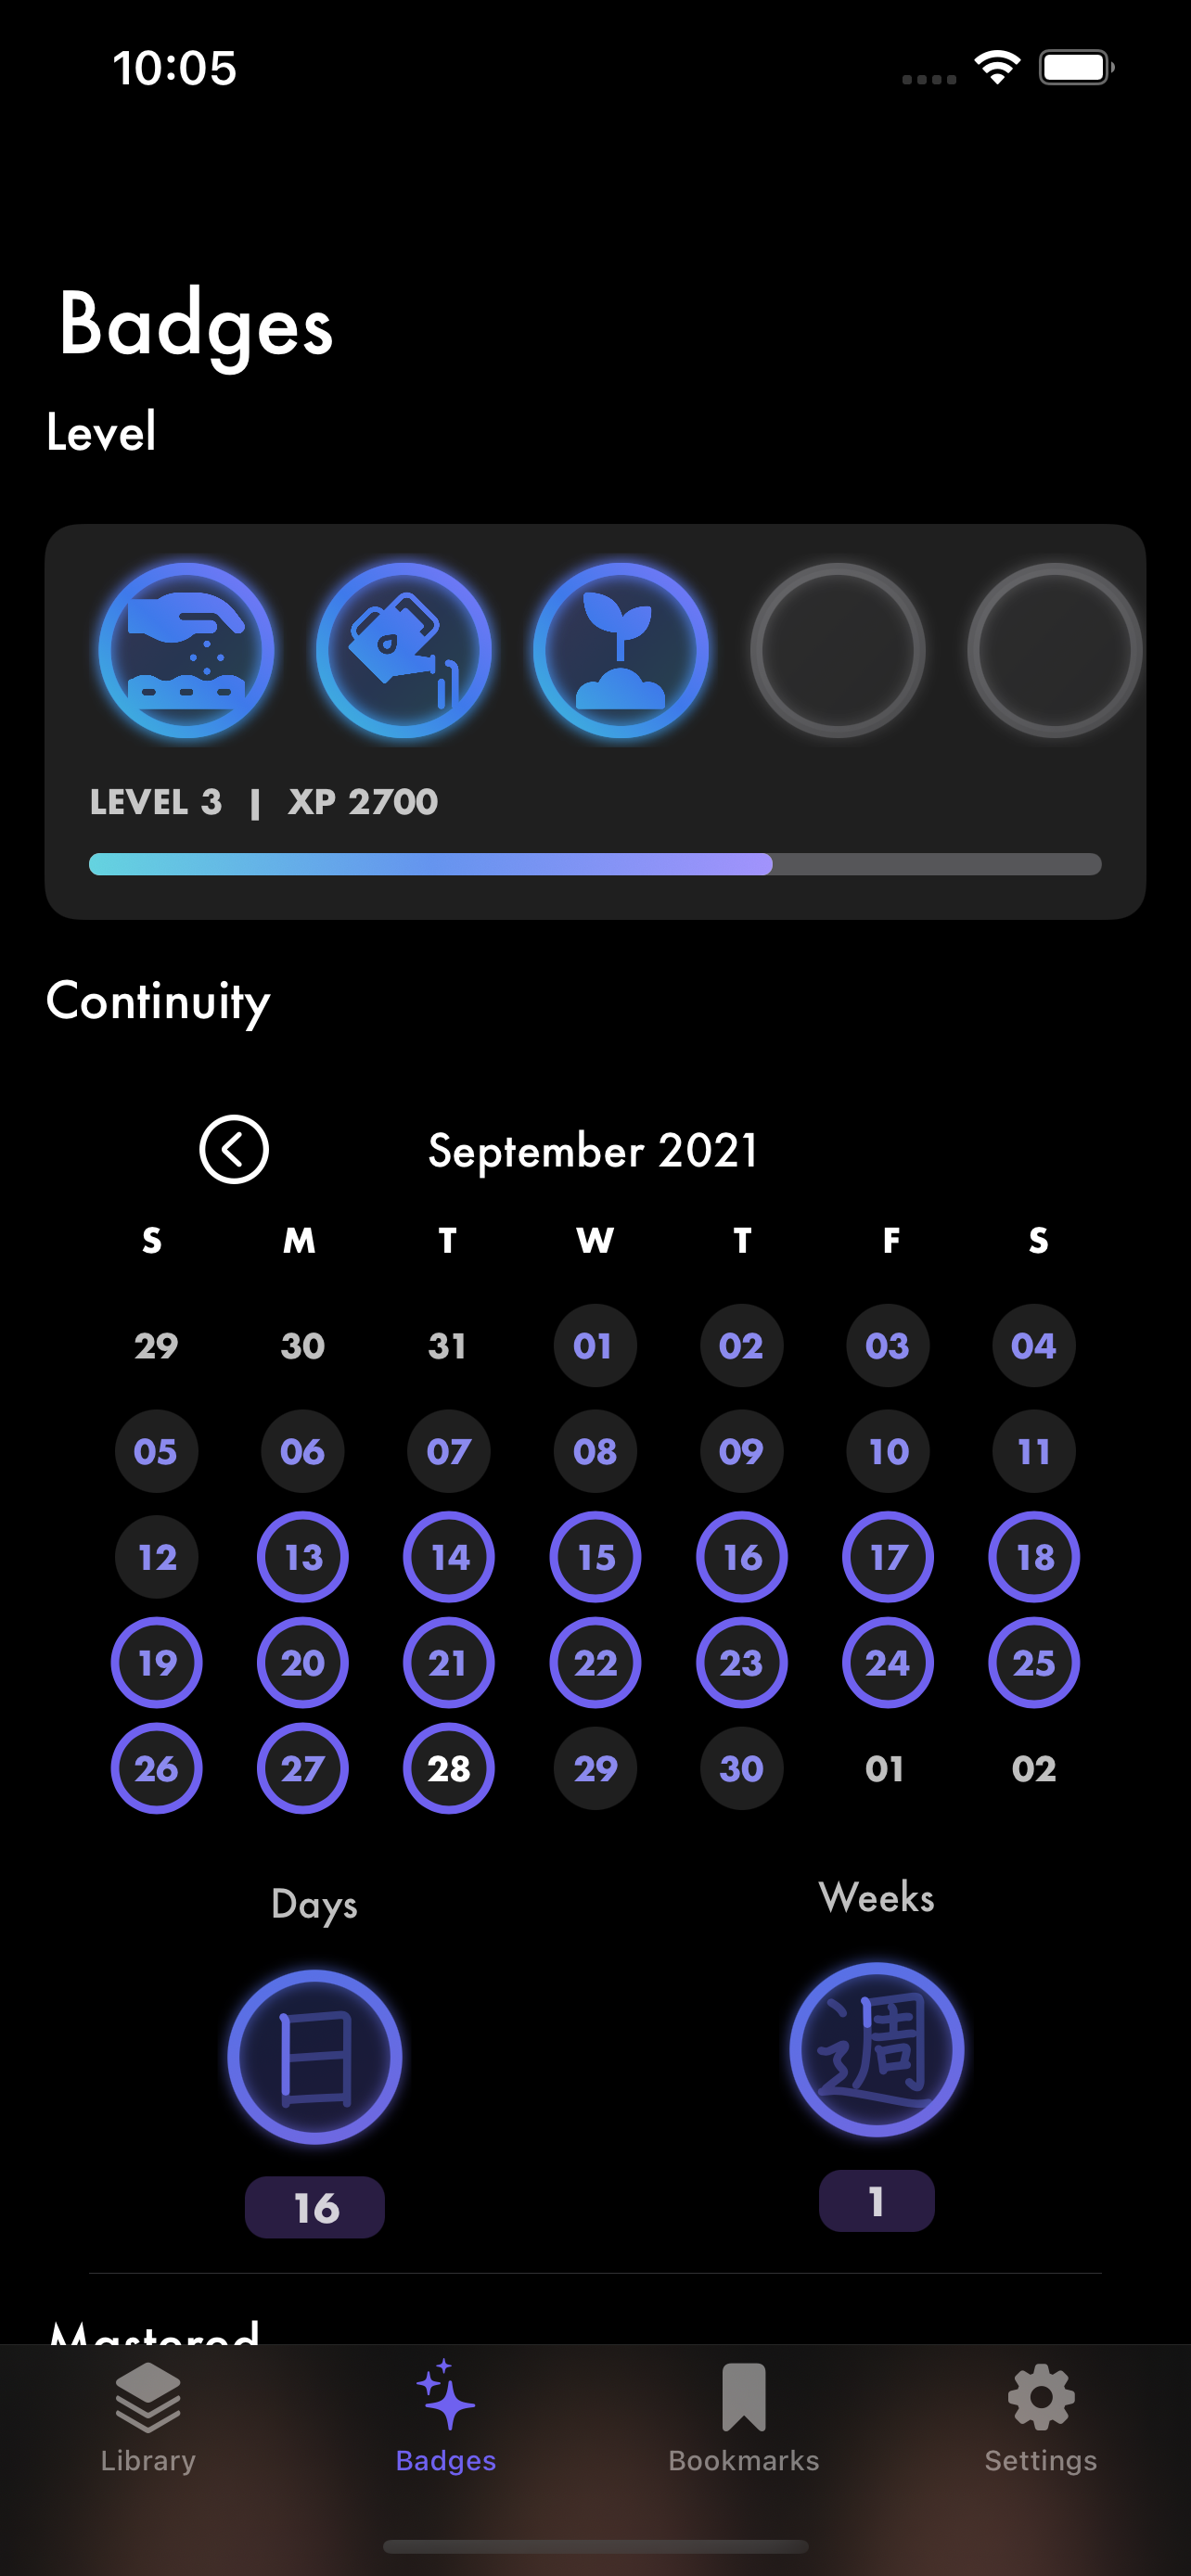 10:05
Badges
Level
LEVEL 3 | XP 2700
Continuity
September 2021
S M T W T F S
29 30 31 01 02 03 04
05 06 07 08 09 10 11
12 13 14 15 16 17 18
19 20 21 22 23 24 25
26 27 28 29 30 01 02
Days Weeks
日 週
16 1
Mastered
Library Badges Bookmarks Settings